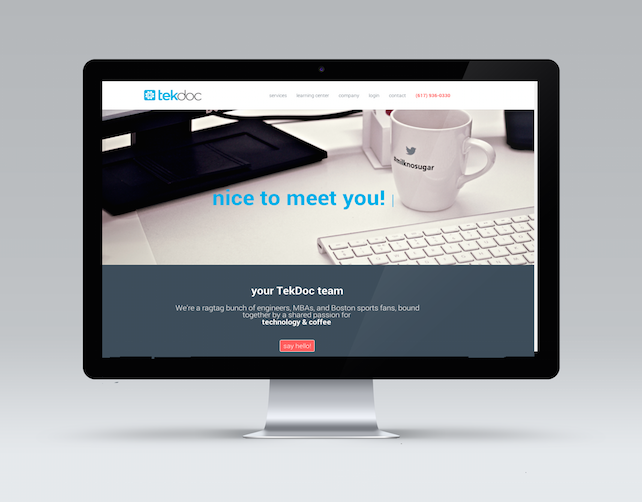 tekdoc
services learning center company login contact (617) 936-0330
#milknosugar
nice to meet you!
your TekDoc team
We're a ragtag bunch of engineers, MBAs, and Boston sports fans, bound
together by a shared passion for
technology & coffee
say hello!